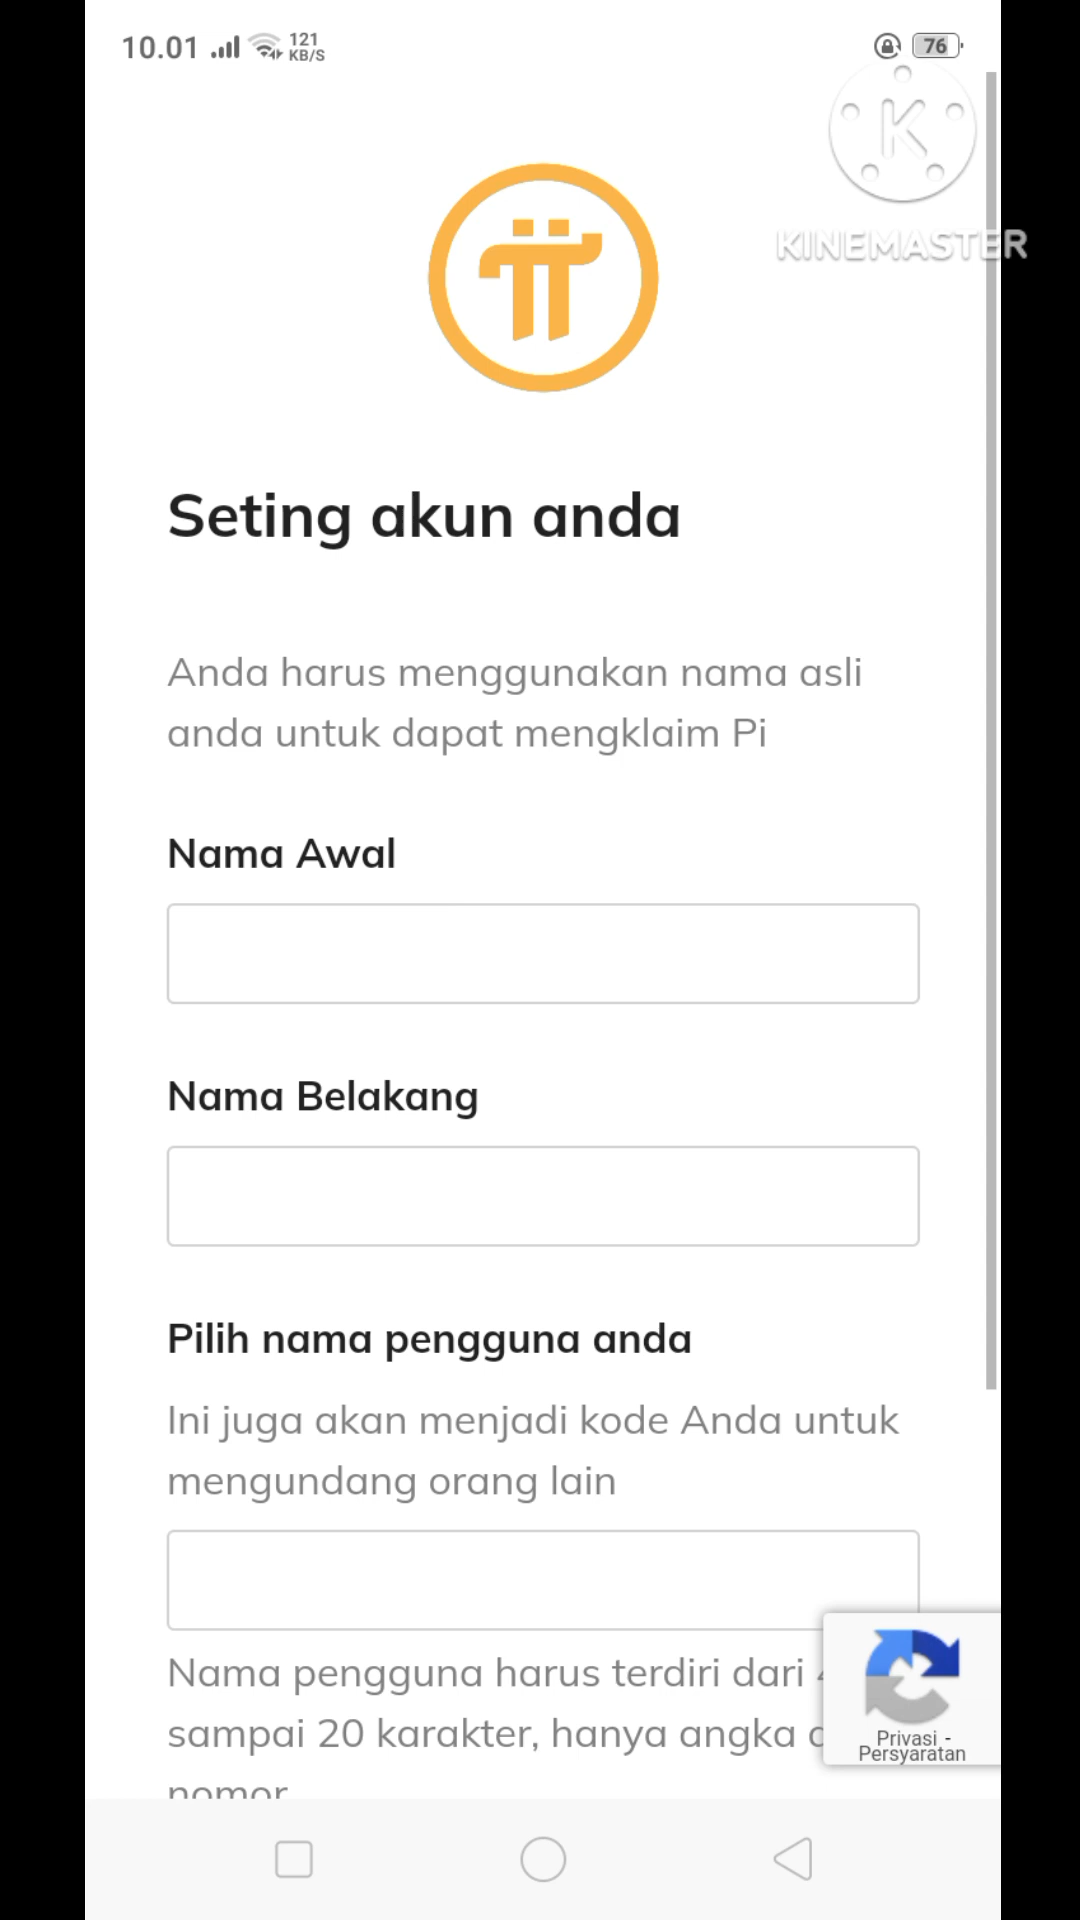 10.01
121
KB/S
76
KINEMASTER
Seting akun anda
Anda harus menggunakan nama asli
anda untuk dapat mengklaim Pi
Nama Awal
Nama Belakang
Pilih nama pengguna anda
Ini juga akan menjadi kode Anda untuk
mengundang orang lain
Nama pengguna harus terdiri dari
sampai 20 karakter, hanya angka
nomor
Privasi -
Persyaratan